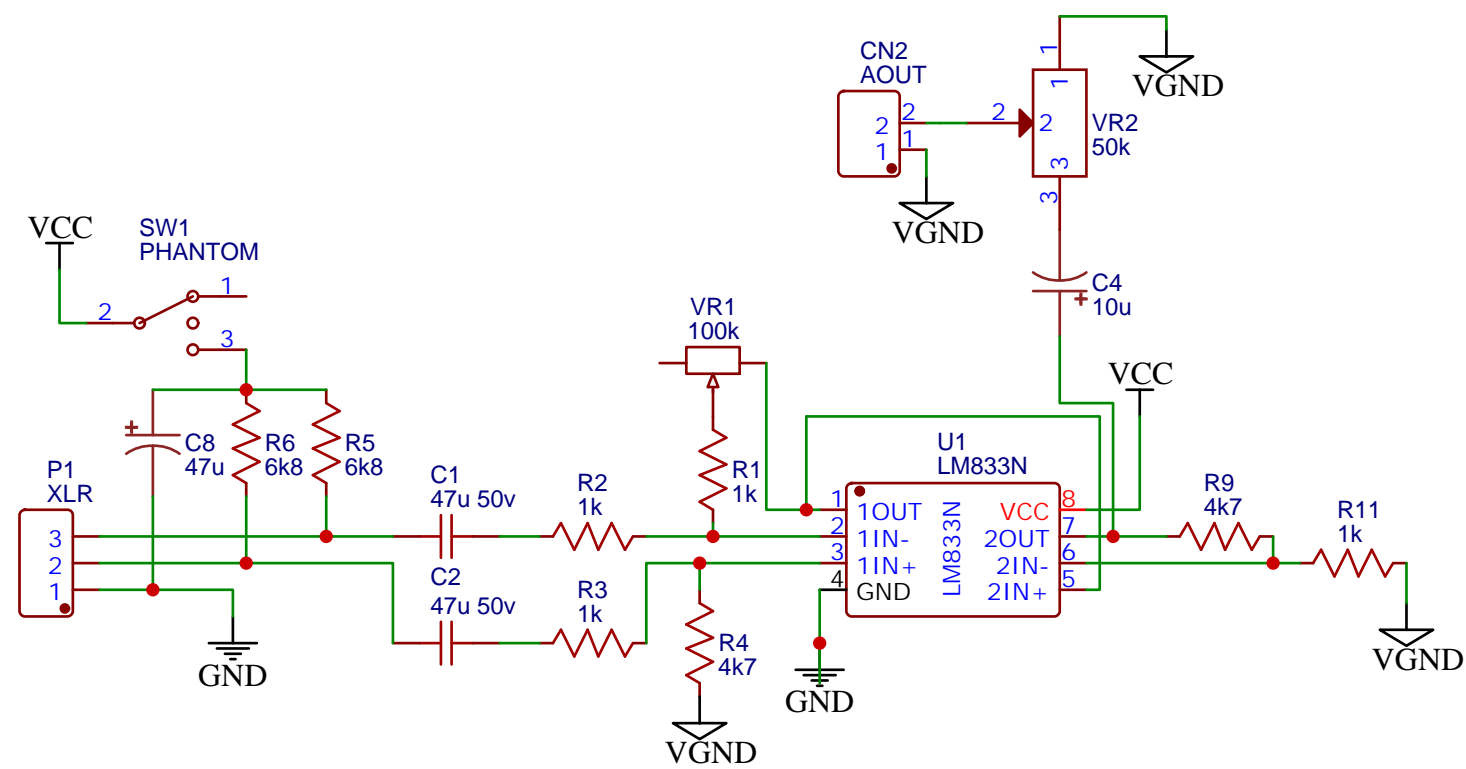 CN2
AOUT
2
1
2
1
2
1
1
2
3
3
VR2
50k
VGND
VGND
VCC
SW1
PHANTOM
1
2
3
C4
10u
VR1
100k
VCC
C8
47u
R6
6k8
R5
6k8
P1
XLR
3
2
1
GND
C1
47u 50v
R2
1k
R1
1k
C2
47u 50v
R3
1k
R4
4k7
VGND
U1
LM833N
1
2
3
4
1OUT
1IN-
1IN+
GND
LM833N
VCC
2OUT
2IN-
2IN+
8
7
6
5
GND
R9
4k7
R11
1k
VGND